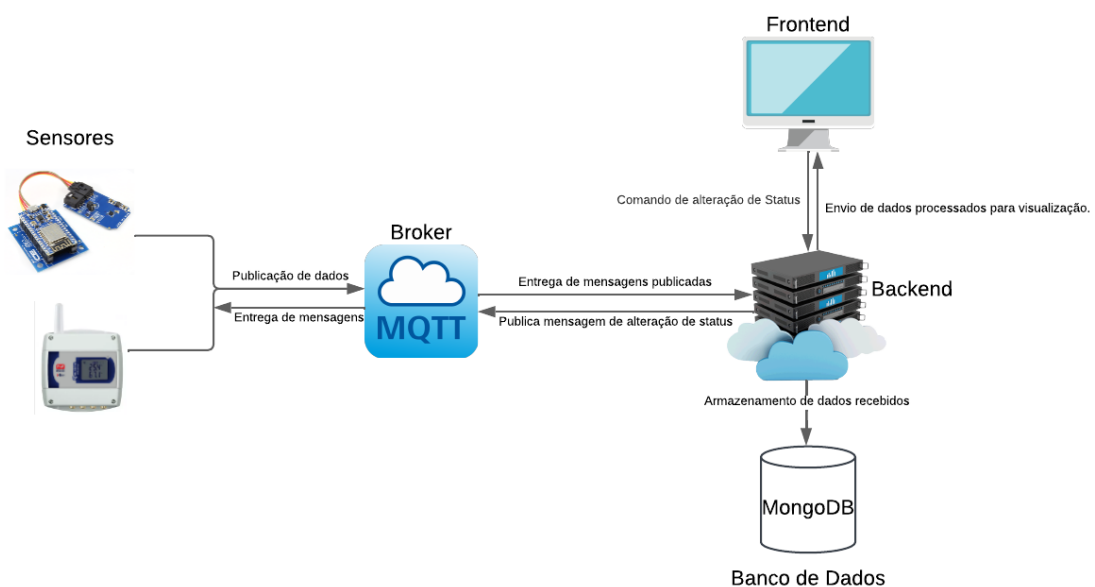 Frontend
Sensores
Comando de alteração de Status
Envio de dados processados para visualização.
Broker
Publicação de dados
Entrega de mensagens publicadas
Backend
Entrega de mensagens
MQTT
Publica mensagem de alteração de status
Armazenamento de dados recebidos
MongoDB
Banco de Dados